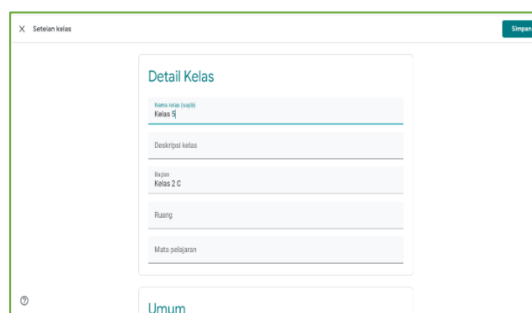 Setelan kelas
Simpan
Detail Kelas
Nama kelas (wajib)
Kelas 5
Deskripsi kelas
Bagian
Kelas 2 C
Ruang
Mata pelajaran
Umum